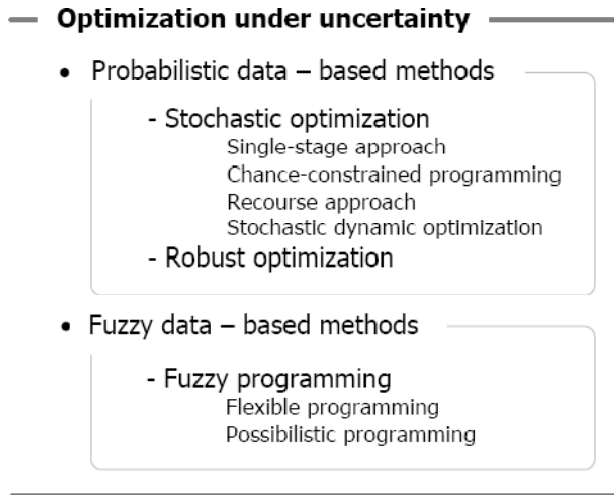 Optimization under uncertainty
• Probabilistic data – based methods
- Stochastic optimization
Single-stage approach
Chance-constrained programming
Recourse approach
Stochastic dynamic optimization
- Robust optimization
• Fuzzy data – based methods
- Fuzzy programming
Flexible programming
Possibilistic programming